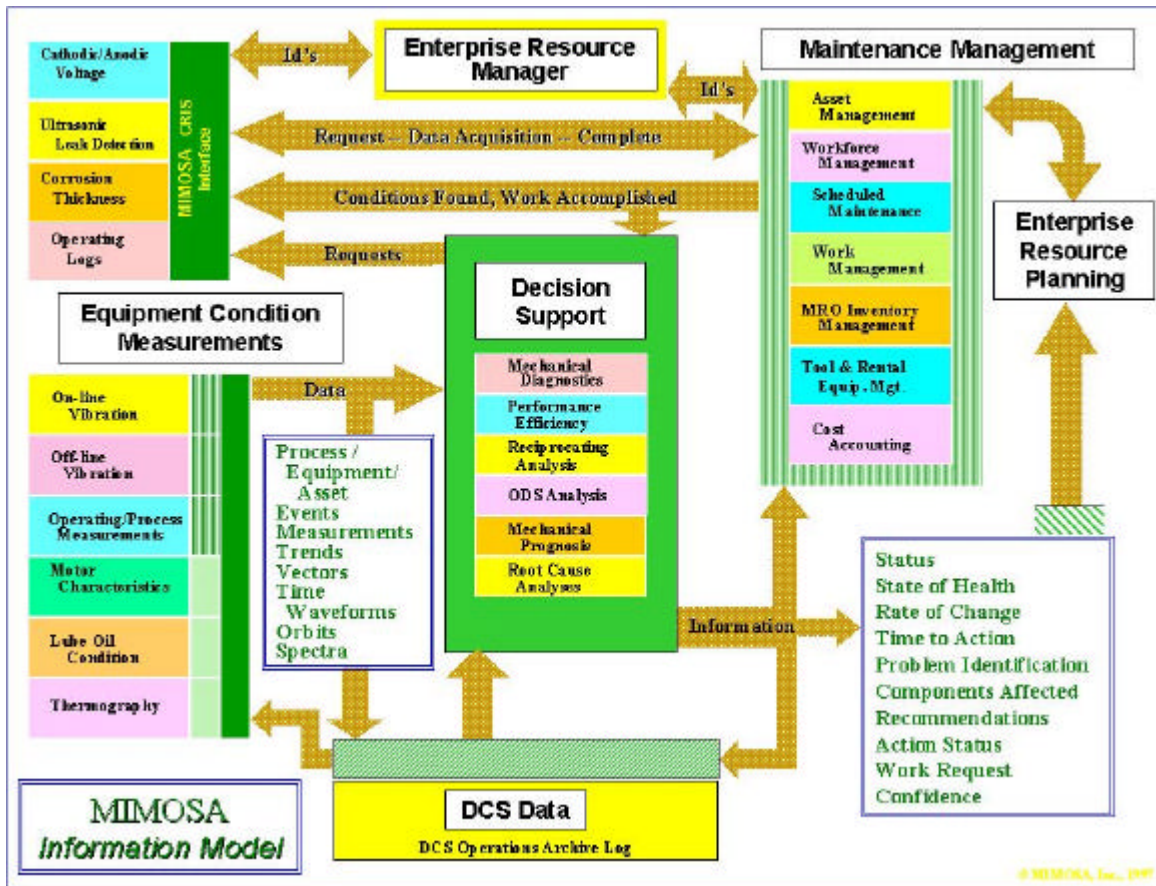 Cathodic/Anodic
Voltage
Ultrasonic
Leak Detection
Corrosion
Thickness
Operating
Logs
MIMOSA CRIS
Interface
Id's
Enterprise Resource
Manager
Id's
Maintenance Management
Request -- Data Acquisition -- Complete
Conditions Found, Work Accomplished
Requests
Asset
Management
Workforce
Management
Scheduled
Maintenance
Work
Management
MRO Inventory
Management
Tool & Rental
Equip. Mgt.
Cost
Accounting
Enterprise
Resource
Planning
Equipment Condition
Measurements
On-line
Vibration
Off-line
Vibration
Operating/Process
Measurements
Motor
Characteristics
Lube Oil
Condition
Thermography
Data
Process /
Equipment/
Asset
Events
Measurements
Trends
Vectors
Time
Waveforms
Orbits
Spectra
Decision
Support
Mechanical
Diagnostics
Performance
Efficiency
Reciprocating
Analysis
ODS Analysis
Mechanical
Prognosis
Root Cause
Analyses
Information
Status
State of Health
Rate of Change
Time to Action
Problem Identification
Components Affected
Recommendations
Action Status
Work Request
Confidence
DCS Data
DCS Operations Archive Log
MIMOSA
Information Model
© MIMOSA, Inc., 1997